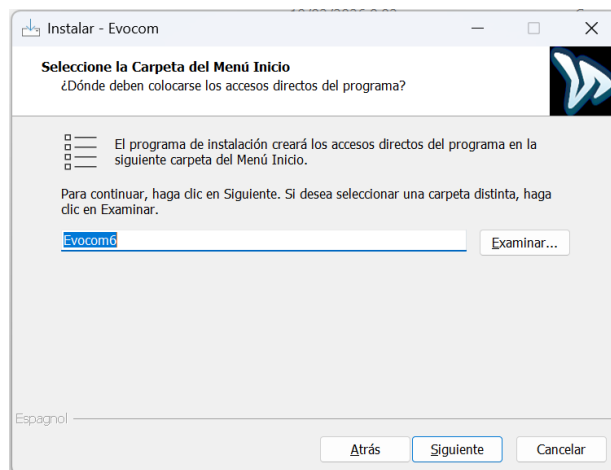 Instalar - Evocom
Seleccione la Carpeta del Menú Inicio
¿Dónde deben colocarse los accesos directos del programa?
El programa de instalación creará los accesos directos del programa en la
siguiente carpeta del Menú Inicio.
Para continuar, haga clic en Siguiente. Si desea seleccionar una carpeta distinta, haga
clic en Examinar.
Evocom6
Examinar...
Espagnol
Atrás
Siguiente
Cancelar